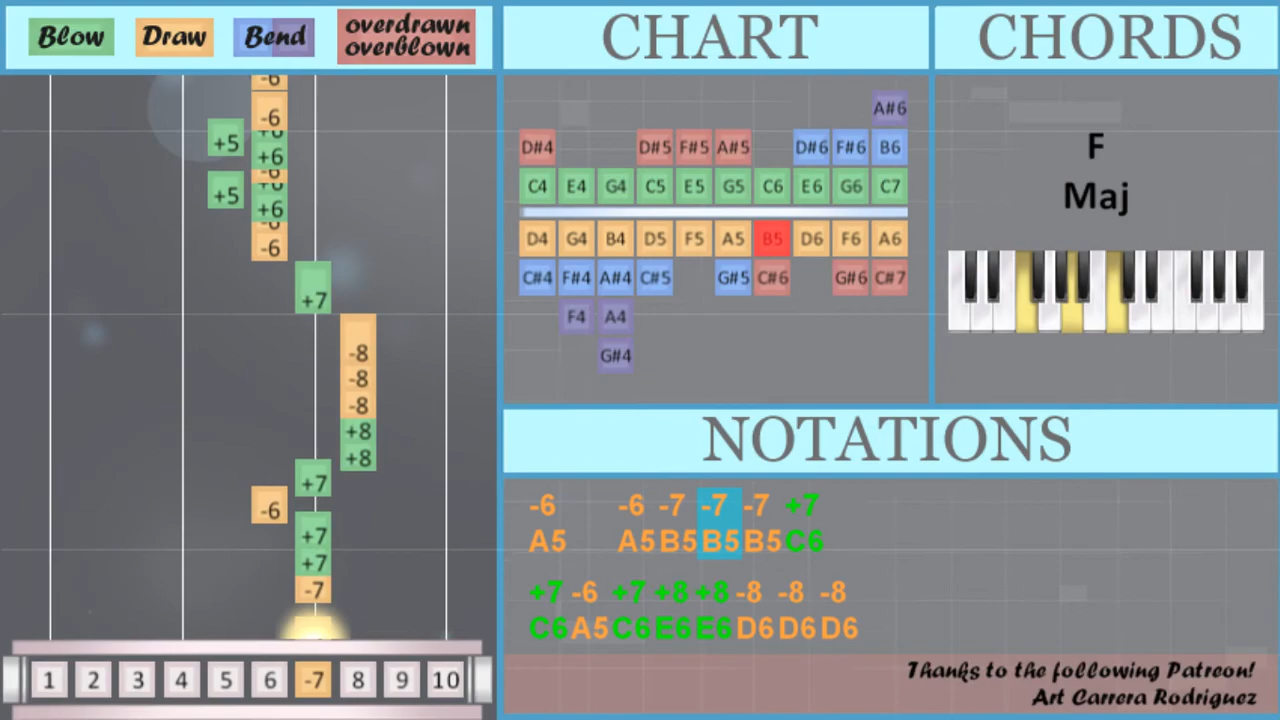 Blow Draw Bend overdrawn
overblown
CHART
CHORDS
-6
-6
+5 +6
+6
-6
+5 +6
+6
-6
-6
+7
-8
-8
-8
+8
+8
+7
-6
+7
+7
-7
1 2 3 4 5 6 -7 8 9 10
A#6
D#4 D#5 F#5 A#5 D#6 F#6 B6
C4 E4 G4 C5 E5 G5 C6 E6 G6 C7
D4 G4 B4 D5 F5 A5 B5 D6 F6 A6
C#4 F#4 A#4 C#5 G#5 C#6 G#6 C#7
F4 A4
G#4
F
Maj
NOTATIONS
-6 -6 -7 -7 -7 +7
A5 A5 B5 B5 B5 C6
+7 -6 +7 +8 +8 -8 -8 -8
C6 A5 C6 E6 E6 D6 D6 D6
Thanks to the following Patreon!
Art Carrera Rodriguez